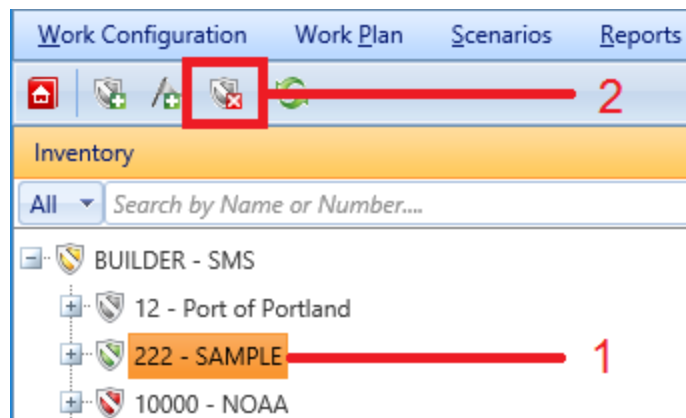 Work Configuration Work Plan Scenarios Reports
2
Inventory
All Search by Name or Number....
BUILDER - SMS
12 - Port of Portland
222 - SAMPLE 1
10000 - NOAA